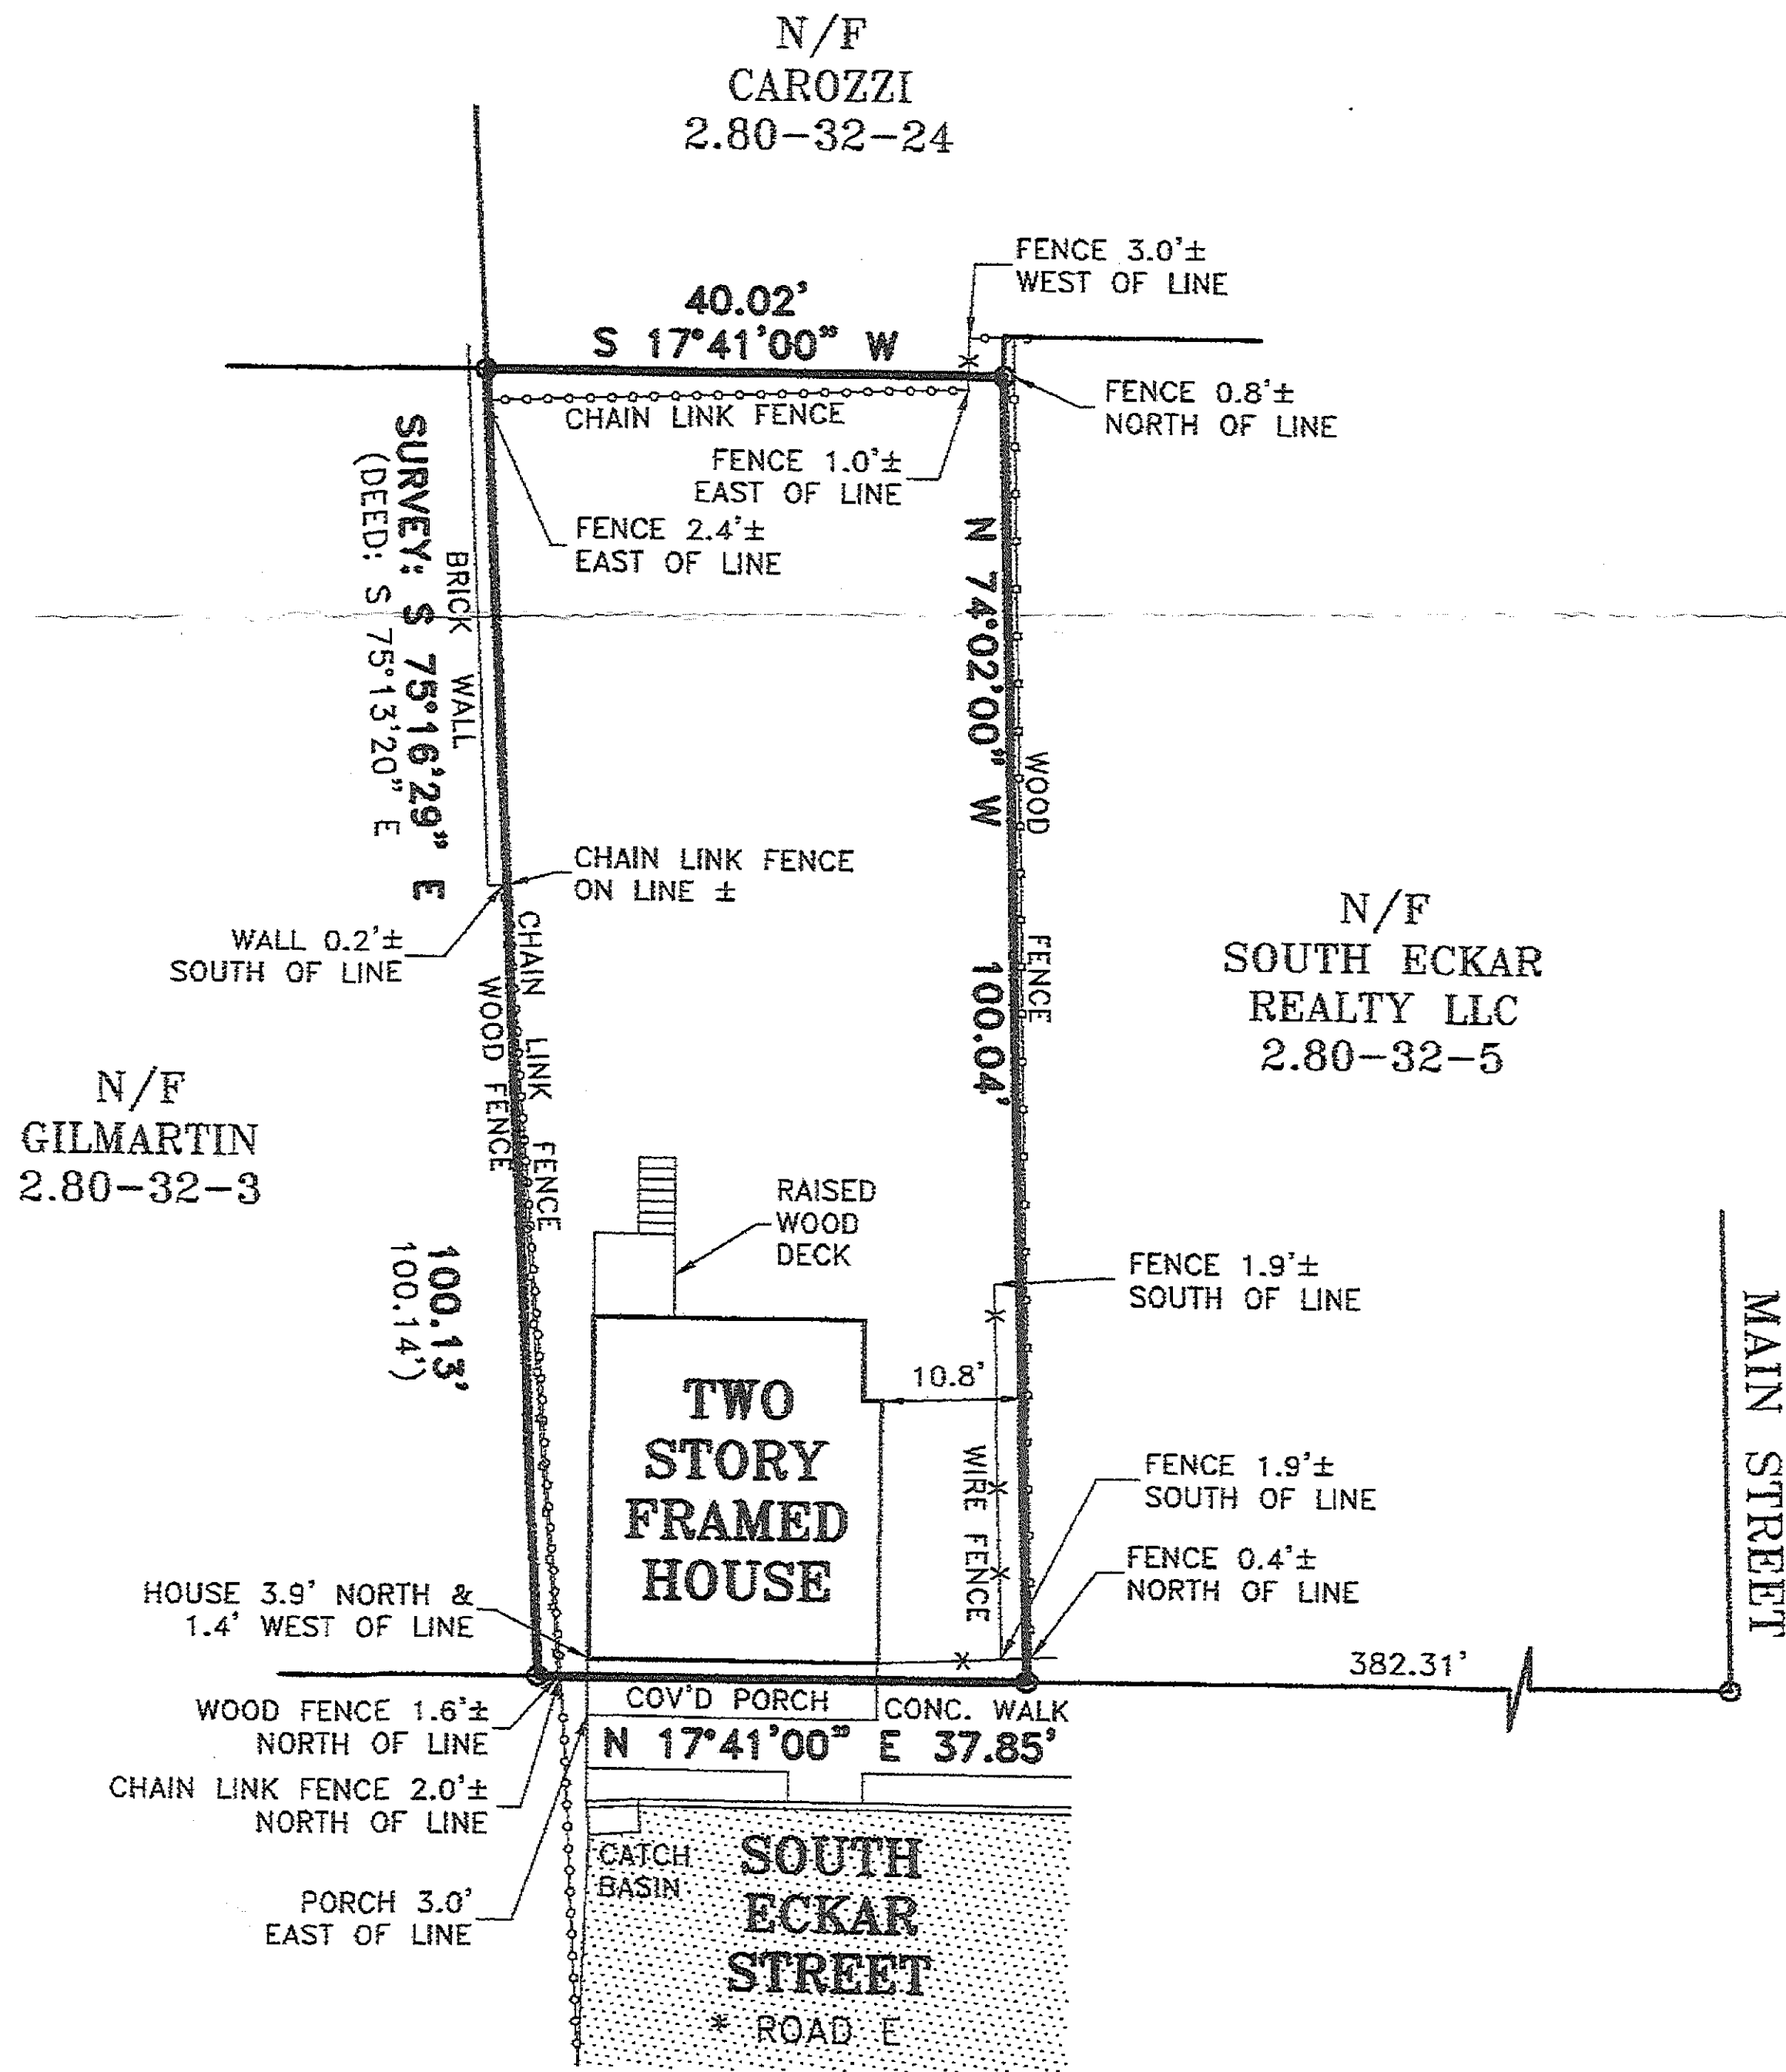 N/F
CAROZZI
2.80-32-24
FENCE 3.0'±
WEST OF LINE
40.02'
S 17°41'00" W
FENCE 0.8'±
NORTH OF LINE
CHAIN LINK FENCE
FENCE 1.0'±
EAST OF LINE
FENCE 2.4'±
EAST OF LINE
BRICK WALL
SURVEY: S 75°16'29" E
(DEED: S 75°13'20" E
N 74°02'00" W 100.04'
WOOD FENCE
CHAIN LINK FENCE
ON LINE ±
WALL 0.2'±
SOUTH OF LINE
N/F
SOUTH ECKAR
REALTY LLC
2.80-32-5
CHAIN LINK FENCE
WOOD FENCE
N/F
GILMARTIN
2.80-32-3
100.13'
100.14')
RAISED
WOOD
DECK
FENCE 1.9'±
SOUTH OF LINE
MAIN STREET
10.8'
TWO
STORY
FRAMED
HOUSE
WIRE FENCE
FENCE 1.9'±
SOUTH OF LINE
FENCE 0.4'±
NORTH OF LINE
HOUSE 3.9' NORTH &
1.4' WEST OF LINE
382.31'
WOOD FENCE 1.6'±
NORTH OF LINE
COV'D PORCH
CONC. WALK
N 17°41'00" E 37.85'
CHAIN LINK FENCE 2.0'±
NORTH OF LINE
CATCH
BASIN
PORCH 3.0'
EAST OF LINE
SOUTH
ECKAR
STREET
* ROAD E